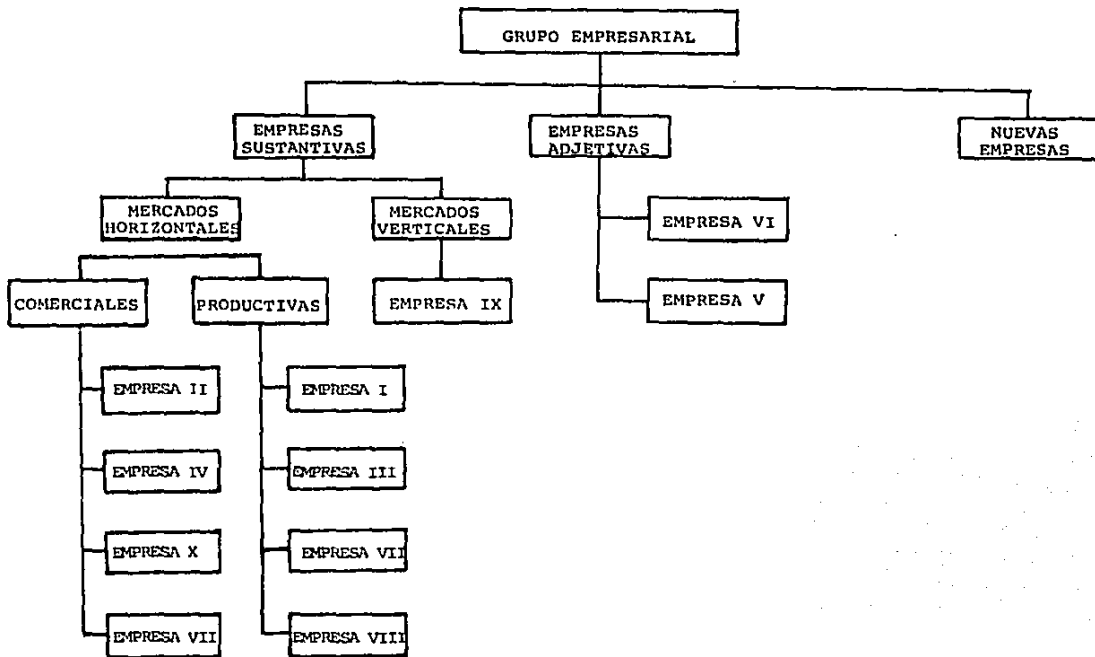 GRUPO EMPRESARIAL
EMPRESAS
SUSTANTIVAS
EMPRESAS
ADJETIVAS
NUEVAS
EMPRESAS
MERCADOS
HORIZONTALES
MERCADOS
VERTICALES
EMPRESA VI
COMERCIALES
PRODUCTIVAS
EMPRESA IX
EMPRESA V
EMPRESA II
EMPRESA I
EMPRESA IV
EMPRESA III
EMPRESA X
EMPRESA VII
EMPRESA VII
EMPRESA VIII